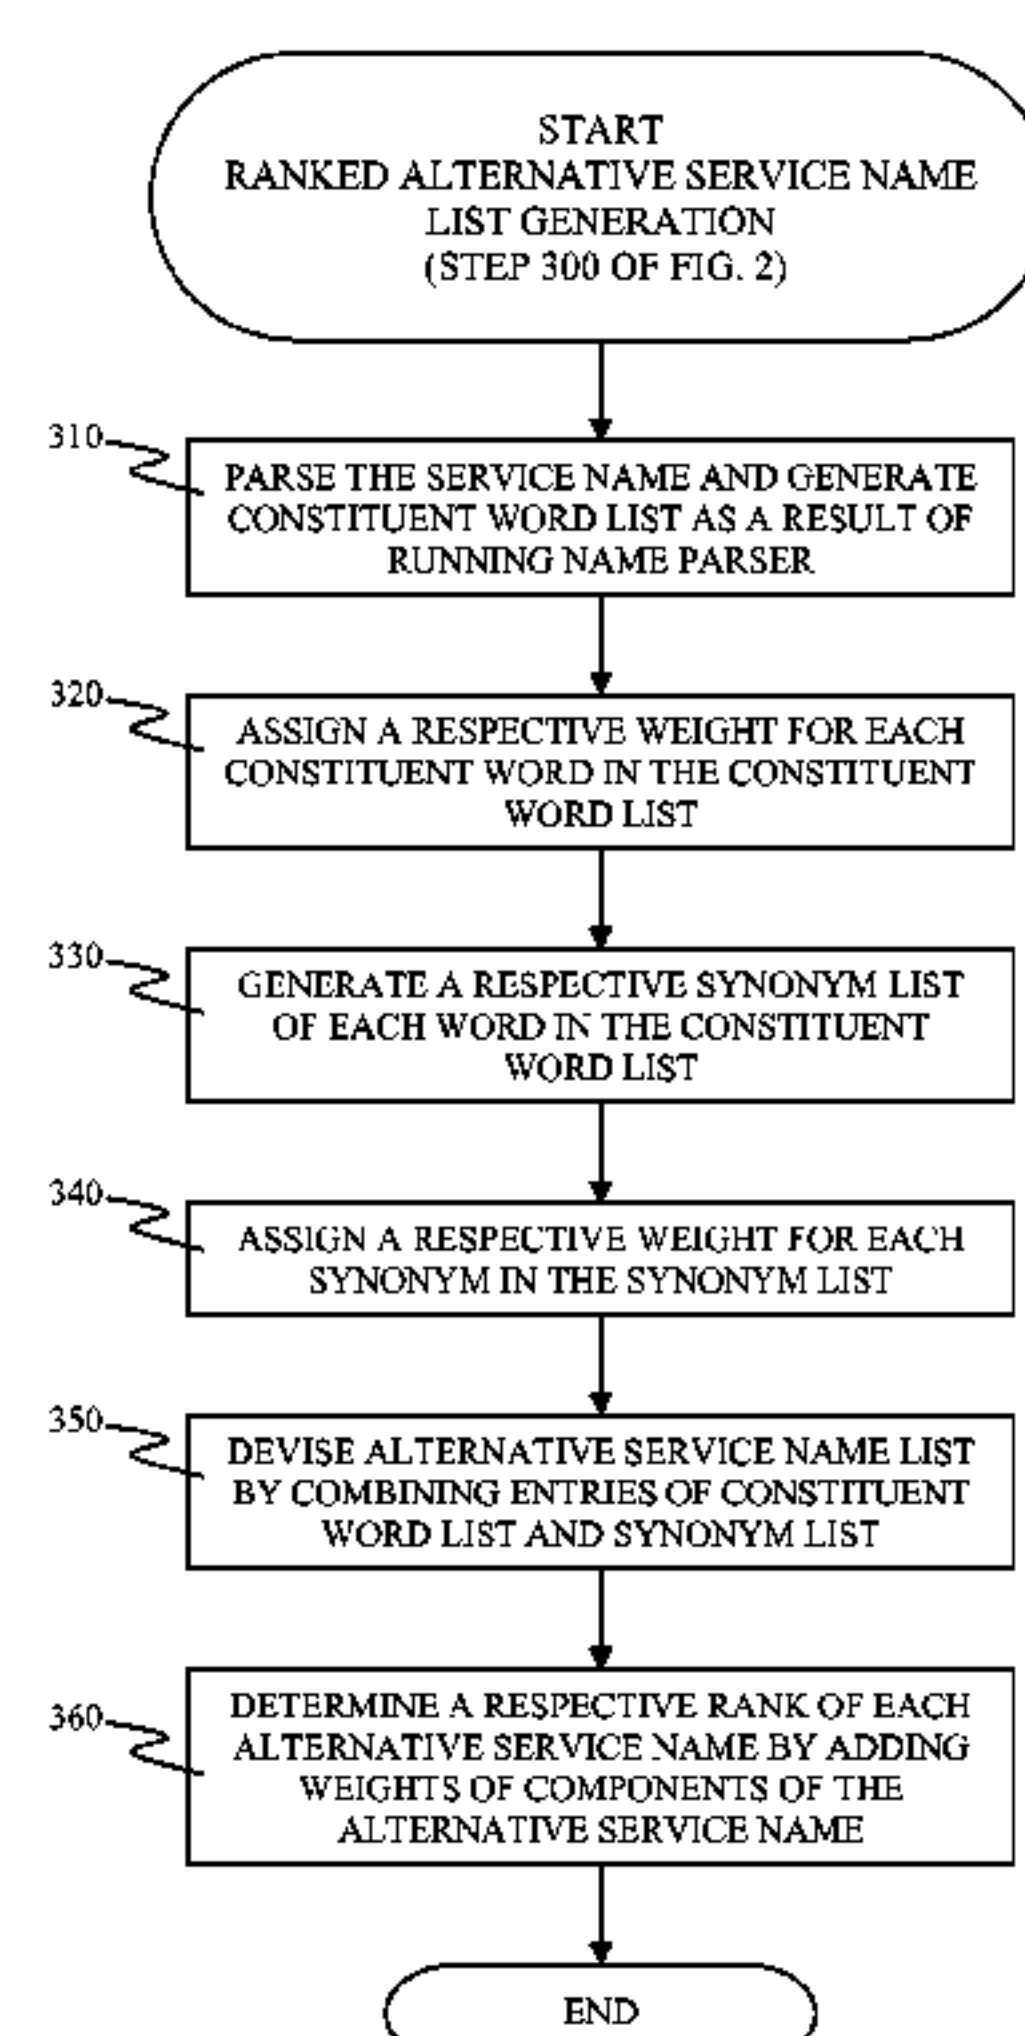 START
RANKED ALTERNATIVE SERVICE NAME
LIST GENERATION
(STEP 300 OF FIG. 2)
310
PARSE THE SERVICE NAME AND GENERATE
CONSTITUENT WORD LIST AS A RESULT OF
RUNNING NAME PARSER
320
ASSIGN A RESPECTIVE WEIGHT FOR EACH
CONSTITUENT WORD IN THE CONSTITUENT
WORD LIST
330
GENERATE A RESPECTIVE SYNONYM LIST
OF EACH WORD IN THE CONSTITUENT
WORD LIST
340
ASSIGN A RESPECTIVE WEIGHT FOR EACH
SYNONYM IN THE SYNONYM LIST
350
DEVISE ALTERNATIVE SERVICE NAME LIST
BY COMBINING ENTRIES OF CONSTITUENT
WORD LIST AND SYNONYM LIST
360
DETERMINE A RESPECTIVE RANK OF EACH
ALTERNATIVE SERVICE NAME BY ADDING
WEIGHTS OF COMPONENTS OF THE
ALTERNATIVE SERVICE NAME
END